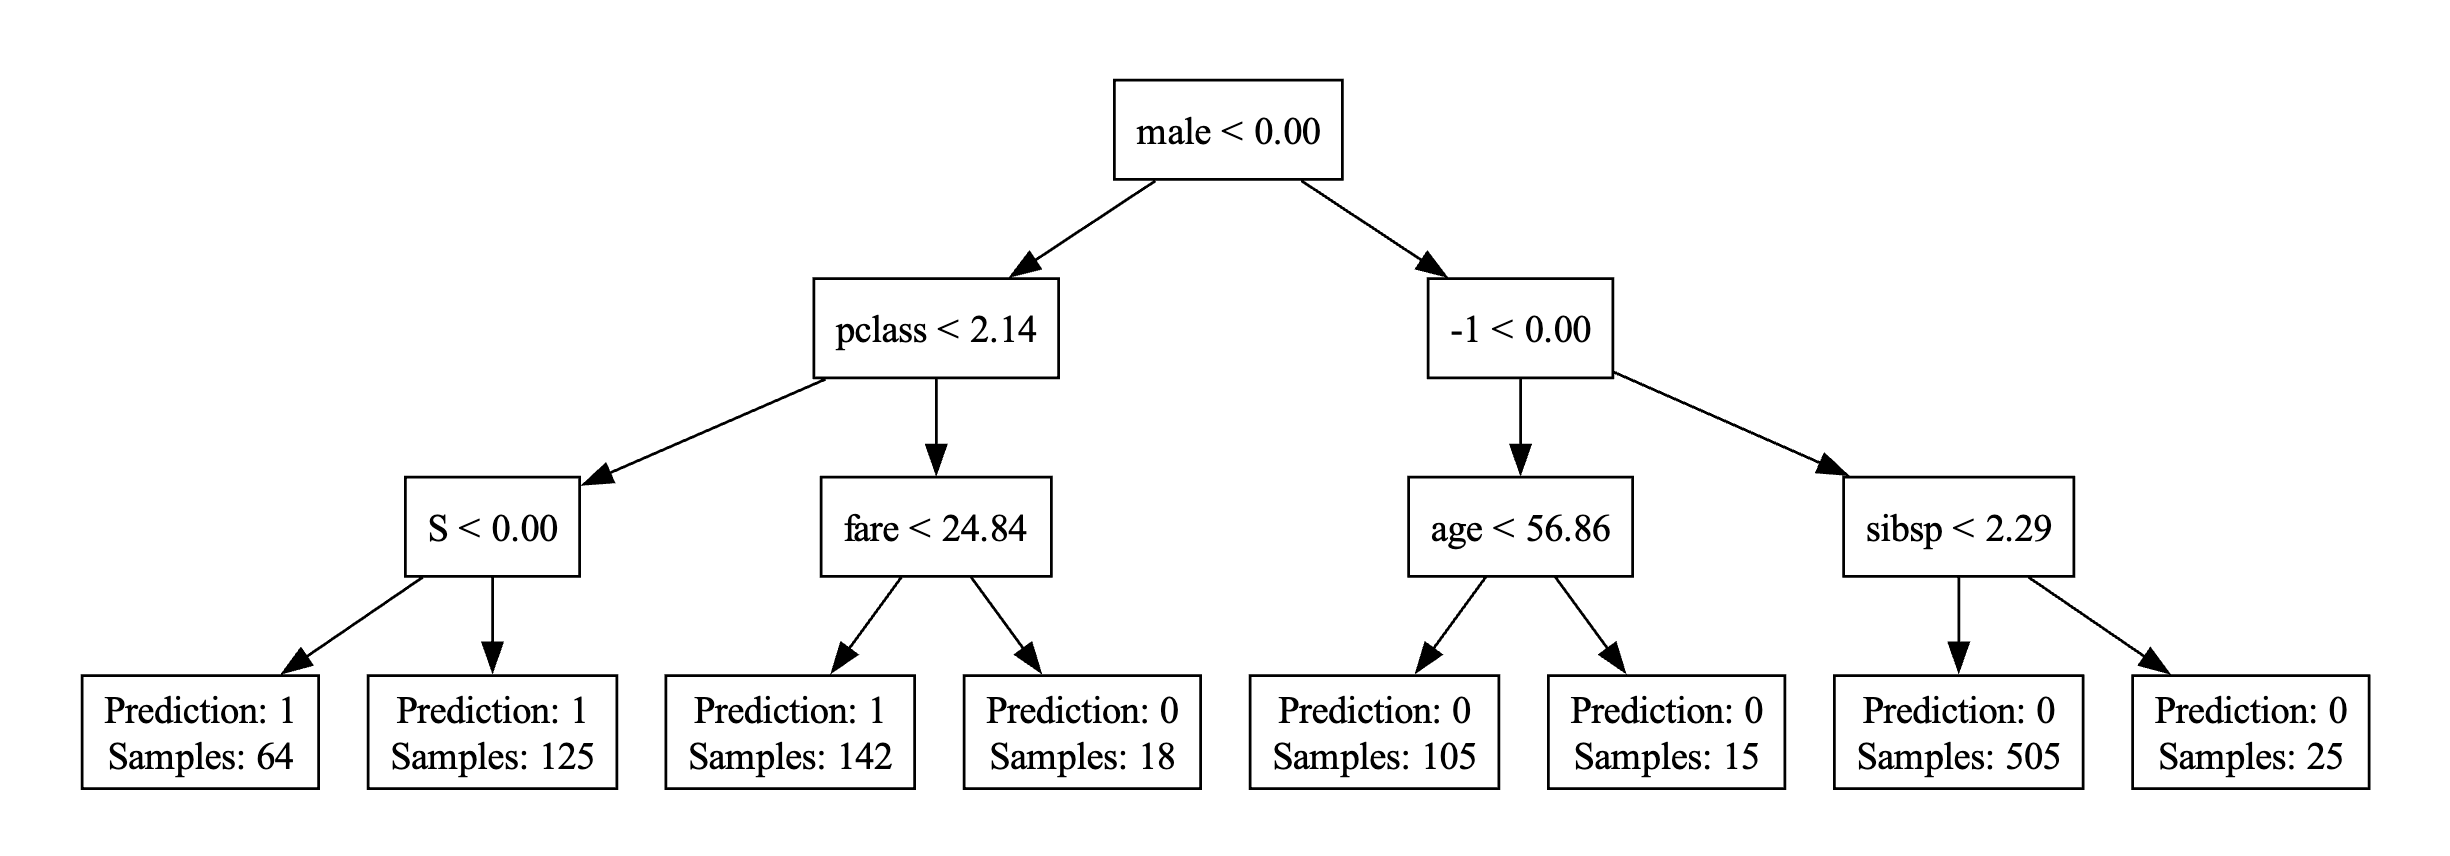 male < 0.00
pclass < 2.14
-1 < 0.00
S < 0.00
fare < 24.84
age < 56.86
sibsp < 2.29
Prediction: 1
Samples: 64
Prediction: 1
Samples: 125
Prediction: 1
Samples: 142
Prediction: 0
Samples: 18
Prediction: 0
Samples: 105
Prediction: 0
Samples: 15
Prediction: 0
Samples: 505
Prediction: 0
Samples: 25